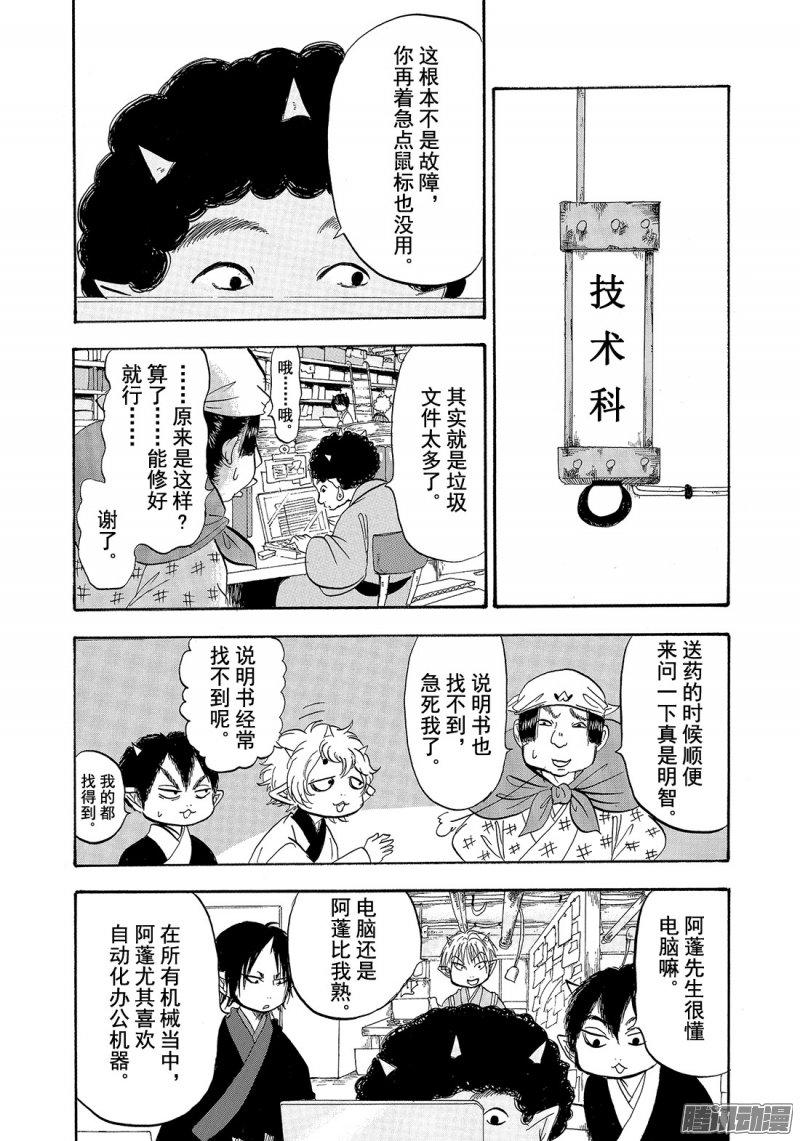 技术科
这根本不是故障，
你再着急点鼠标也
没用。
其实就是垃圾
文件太多了。
哦……哦。
……原来是这样？
算了……能修好
就行……
谢了。
送药的时候顺便
来问一下真是明智。
说明书也
找不到，
急死我了。
说明书经常
找不到呢。
我的都
找得到。
阿蓬先生很懂
电脑嘛。
电脑还是
阿蓬比我熟。
在所有机械当中，
阿蓬尤其喜欢
自动化办公机器。
腾讯动漫